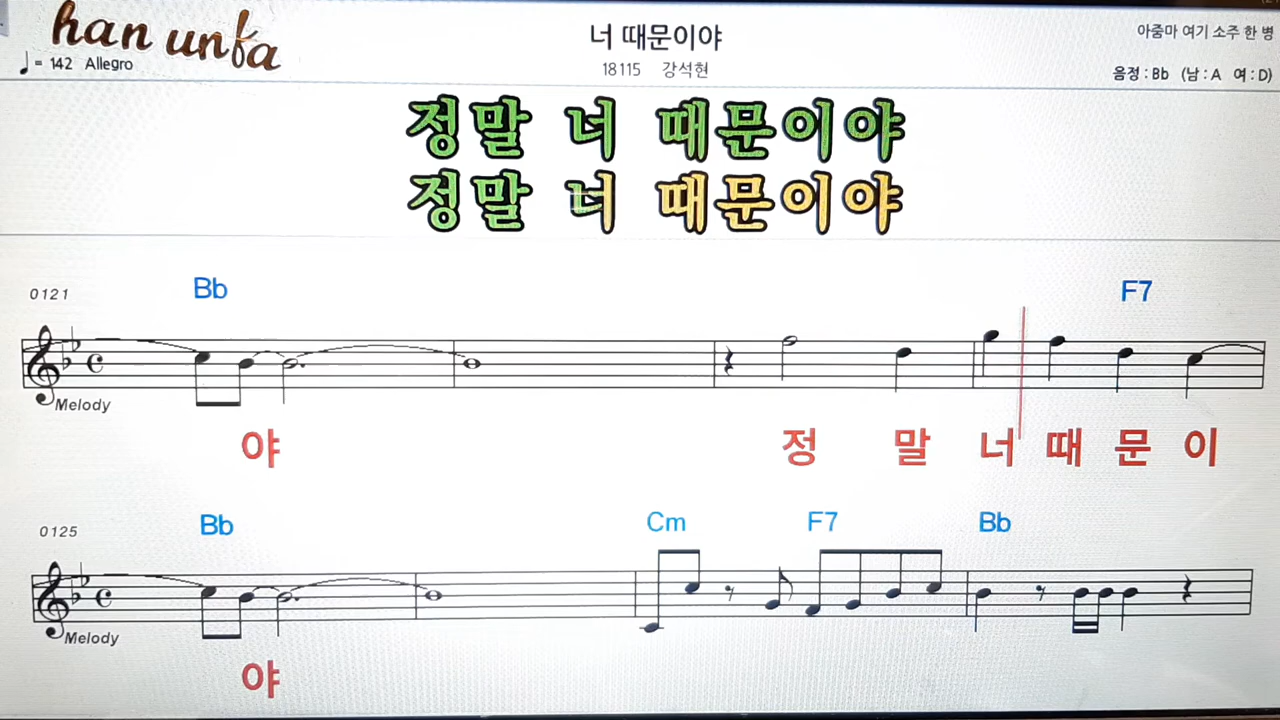 han unfa
너 때문이야
아줌마 여기 소주 한 병
♩= 142 Allegro
18115 강석현
음정 : Bb (남 : A 여 : D)
정말 너 때문이야
정말 너 때문이야
0121 Bb F7
Melody
야 정 말 너 때 문 이
0125 Bb Cm F7 Bb
Melody
야